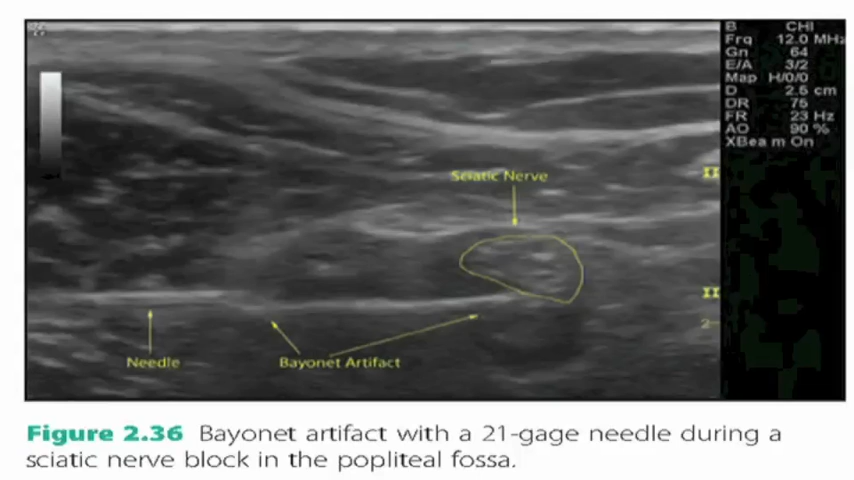 B CHI
Frq 12.0 MHz
Gn 64
E/A 3/2
Map H/0/0
D 2.5 cm
DR 75
FR 23 Hz
AO 90 %
XBeam On
Sciatic Nerve
2
Needle
Bayonet Artifact
Figure 2.36 Bayonet artifact with a 21-gage needle during a
sciatic nerve block in the popliteal fossa.